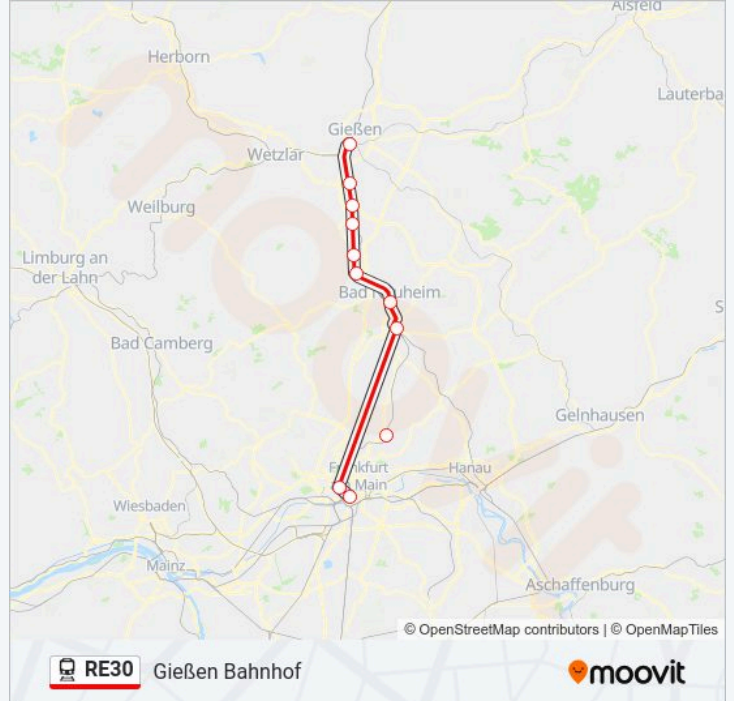 Alsfeld
Herborn
Lauterba
Gießen
Wetzlar
Weilburg
Limburg an
der Lahn
Bad Nauheim
S
Bad Camberg
Gelnhausen
Frankfurt
Main
Hanau
Wiesbaden
Mainz
Aschaffenburg
moovit
© OpenStreetMap contributors | © OpenMapTiles
RE30 Gießen Bahnhof
moovit